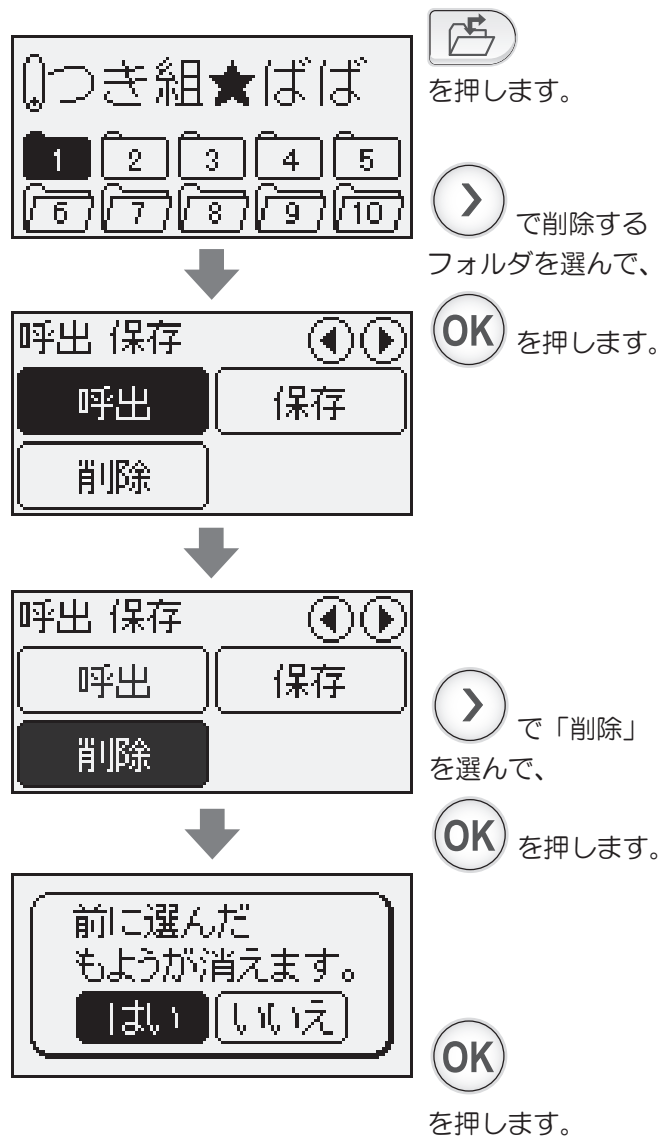 つき組★ばば
1 2 3 4 5
6 7 8 9 10
を押します。
で削除する
フォルダを選んで、
OK を押します。
呼出 保存
呼出 保存
削除
呼出 保存
呼出 保存
削除
で「削除」
を選んで、
OK を押します。
前に選んだ
もようが消えます。
はい いいえ
OK
を押します。